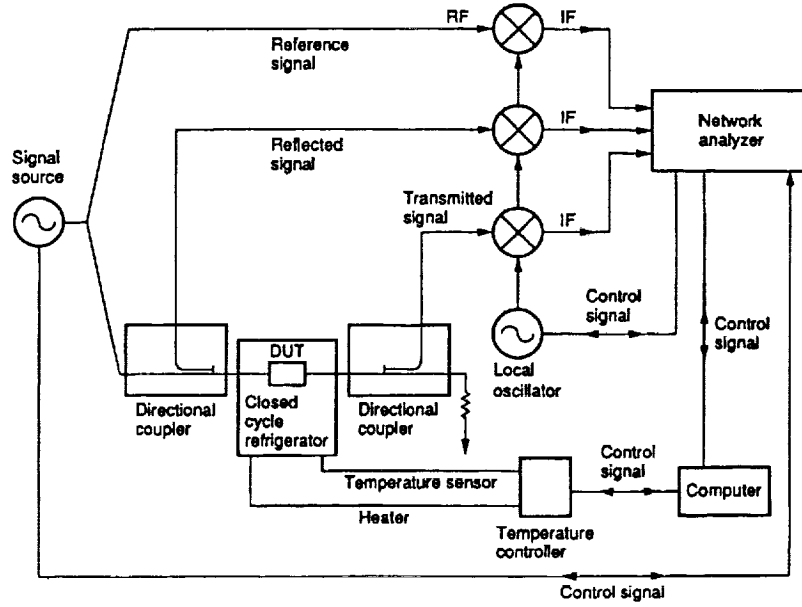 RF
IF
Reference
signal
Network
analyzer
IF
Reflected
signal
Signal
source
Transmitted
signal
IF
Control
signal
Control
signal
Local
oscillator
DUT
Closed
cycle
refrigerator
Directional
coupler
Directional
coupler
Control
signal
Temperature sensor
Computer
Heater
Temperature
controller
Control signal